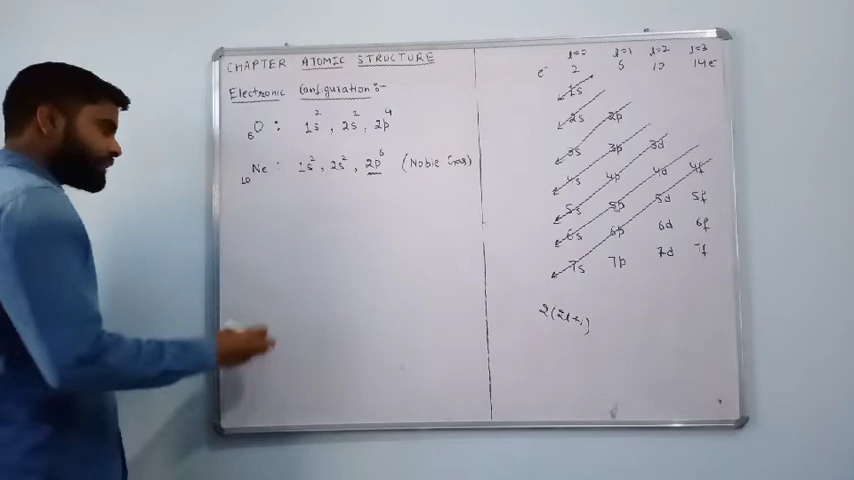 CHAPTER ATOMIC STRUCTURE
Electronic Configuration :-
8O : 1s², 2s², 2p⁴
10Ne : 1s², 2s², 2p⁶ (Noble Gas)
l=0 l=1 l=2 l=3
e⁻ 2 6 10 14e⁻
1s
2s 2p
3s 3p 3d
4s 4p 4d 4f
5s 5p 5d 5f
6s 6p 6d 6f
7s 7p 7d 7f
2(2l+1)